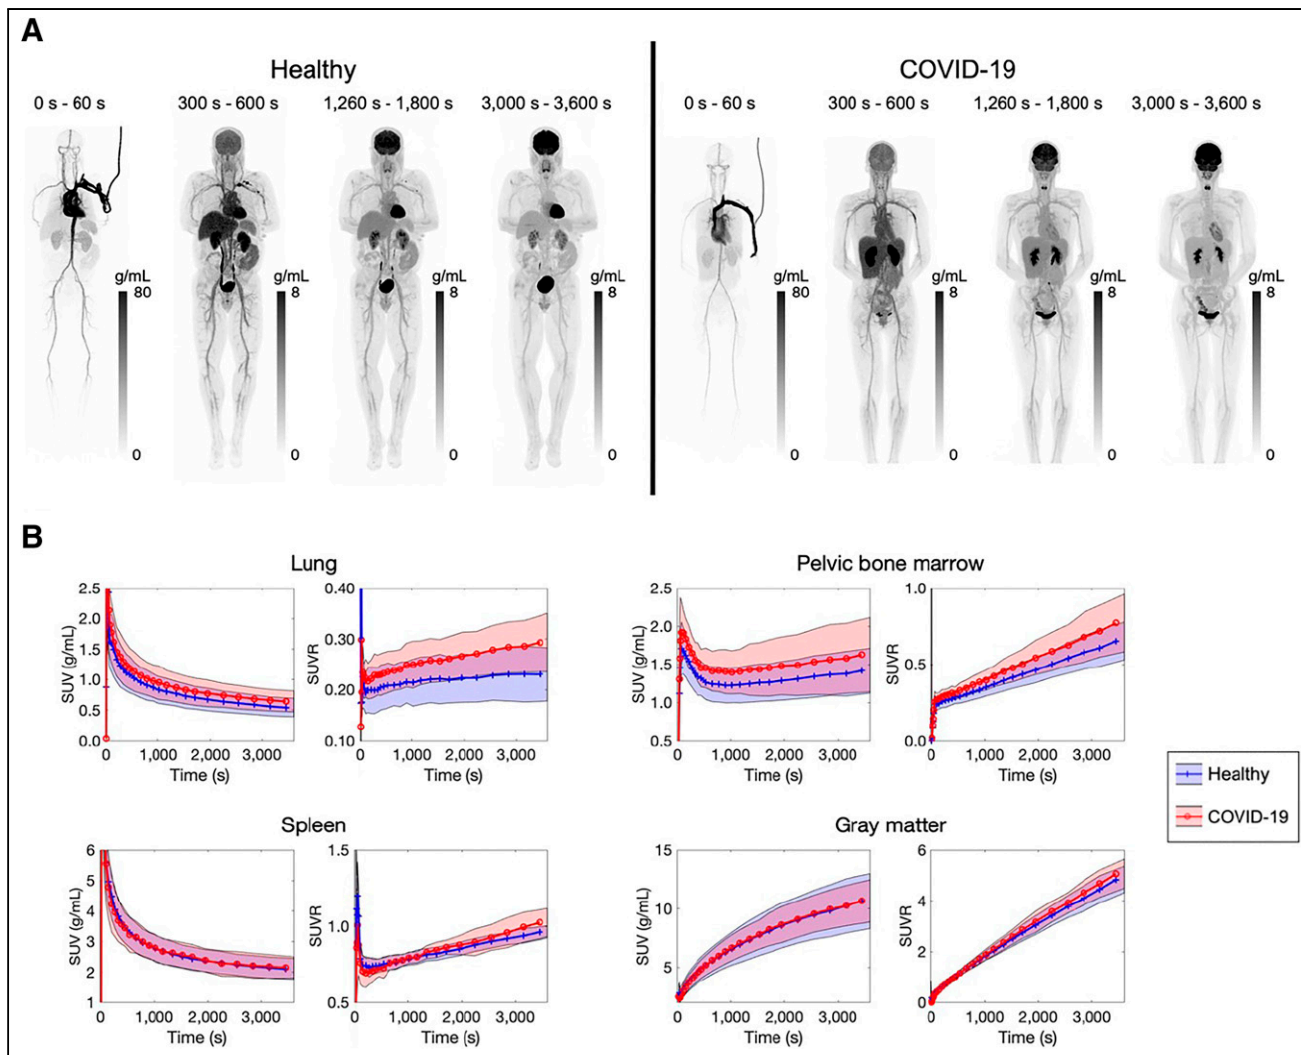 A
Healthy
COVID-19
0 s - 60 s
300 s - 600 s
1,260 s - 1,800 s
3,000 s - 3,600 s
0 s - 60 s
300 s - 600 s
1,260 s - 1,800 s
3,000 s - 3,600 s
g/mL
80
0
g/mL
8
0
g/mL
8
0
g/mL
8
0
g/mL
80
0
g/mL
8
0
g/mL
8
0
g/mL
8
0
B
Lung
SUV (g/mL)
2.5
2.0
1.5
1.0
0.5
0.0
0
1,000
2,000
3,000
Time (s)
SUVR
0.40
0.30
0.20
0.10
0
1,000
2,000
3,000
Time (s)
Pelvic bone marrow
SUV (g/mL)
2.5
2.0
1.5
1.0
0.5
0
1,000
2,000
3,000
Time (s)
SUVR
1.0
0.5
0.0
0
1,000
2,000
3,000
Time (s)
Healthy
COVID-19
Spleen
SUV (g/mL)
6
5
4
3
2
1
0
1,000
2,000
3,000
Time (s)
SUVR
1.5
1.0
0.5
0
1,000
2,000
3,000
Time (s)
Gray matter
SUV (g/mL)
15
10
5
0
1,000
2,000
3,000
Time (s)
SUVR
6
4
2
0
0
1,000
2,000
3,000
Time (s)